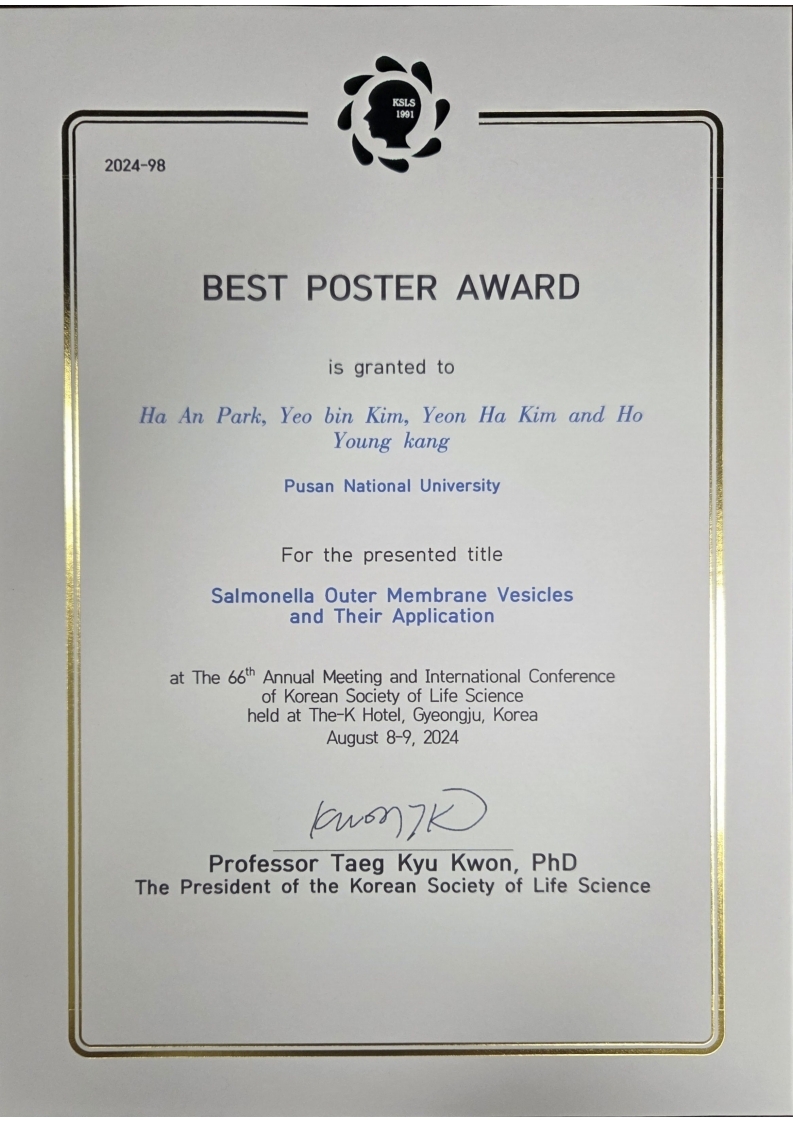 KSLS
1991
2024-98
BEST POSTER AWARD
is granted to
Ha An Park, Yeo bin Kim, Yeon Ha Kim and Ho
Young kang
Pusan National University
For the presented title
Salmonella Outer Membrane Vesicles
and Their Application
at The 66th Annual Meeting and International Conference
of Korean Society of Life Science
held at The-K Hotel, Gyeongju, Korea
August 8-9, 2024
Kwon TK
Professor Taeg Kyu Kwon, PhD
The President of the Korean Society of Life Science